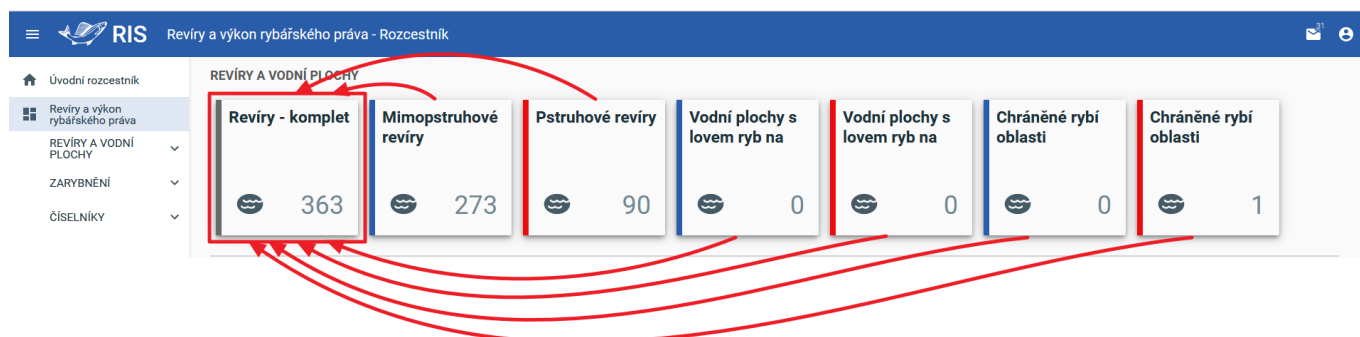 RIS Revíry a výkon rybářského práva - Rozcestník 31
Úvodní rozcestník
Revíry a výkon
rybářského práva
REVÍRY A VODNÍ
PLOCHY
ZARYBNĚNÍ
ČÍSELNÍKY
REVÍRY A VODNÍ PLOCHY
Revíry - komplet
363
Mimopstruhové
revíry
273
Pstruhové revíry
90
Vodní plochy s
lovem ryb na
0
Vodní plochy s
lovem ryb na
0
Chráněné rybí
oblasti
0
Chráněné rybí
oblasti
1